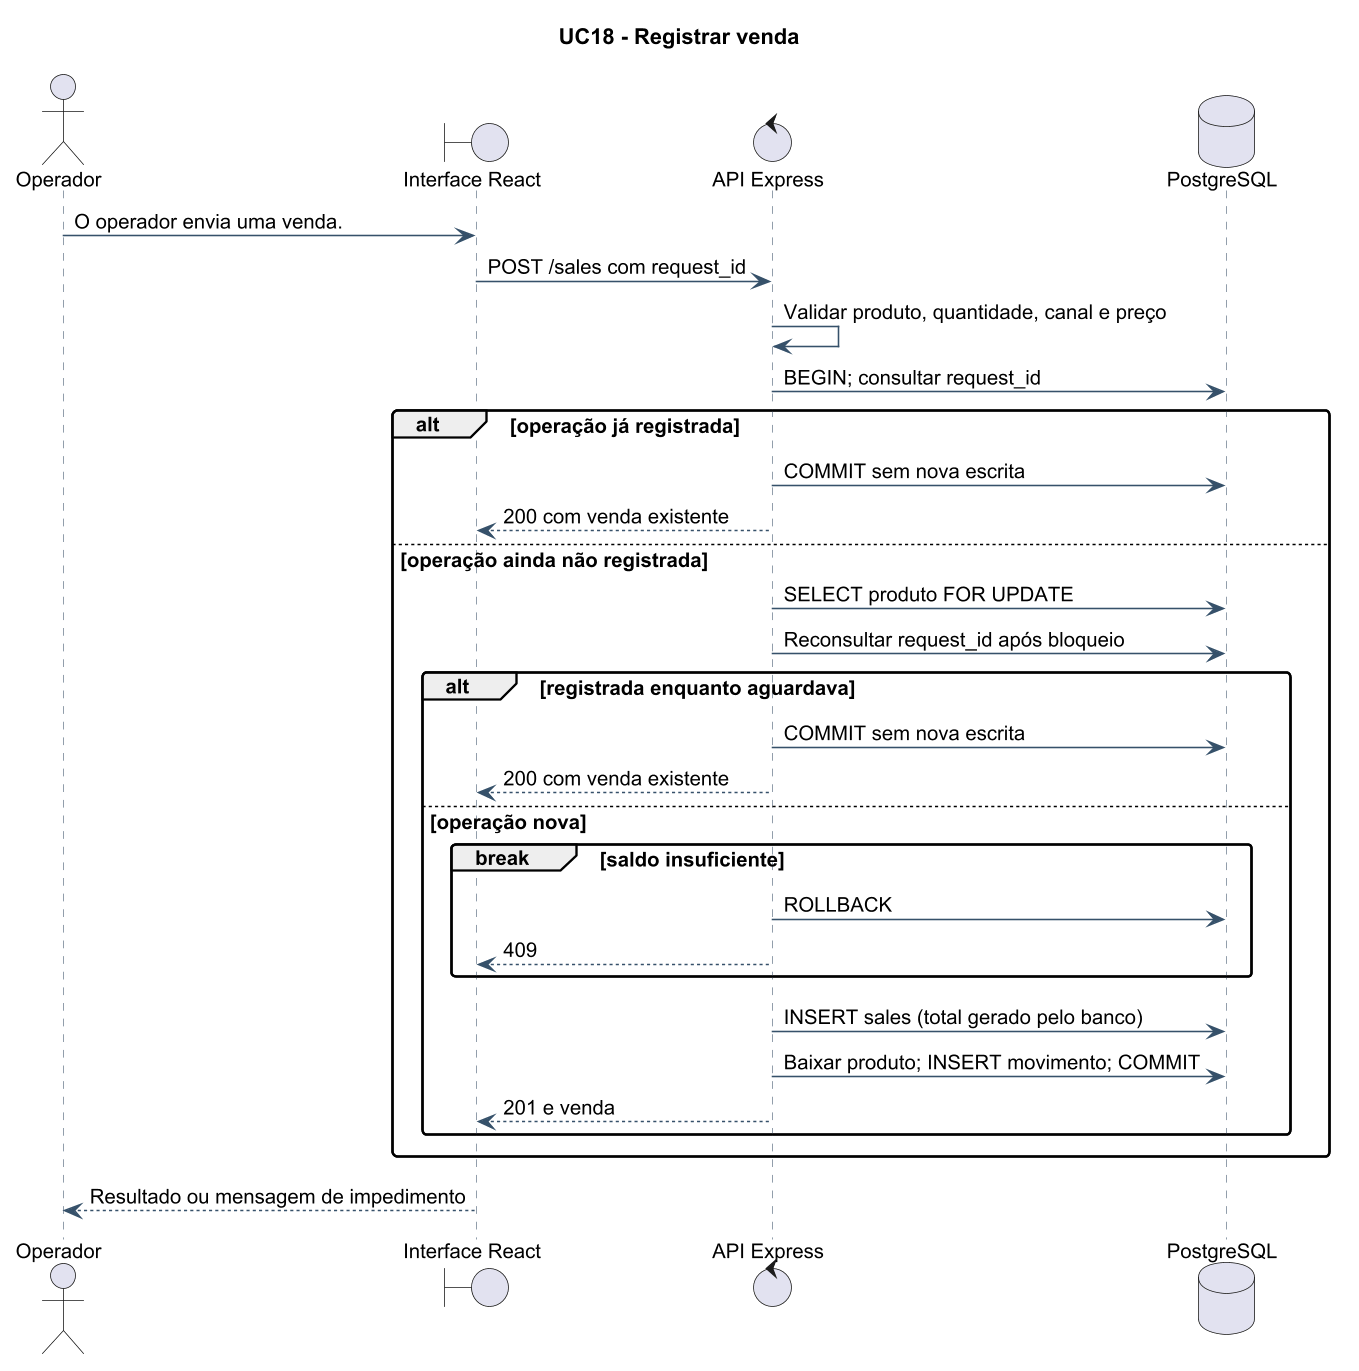 UC18 - Registrar venda
Operador
Interface React
API Express
PostgreSQL
O operador envia uma venda.
POST /sales com request_id
Validar produto, quantidade, canal e preço
BEGIN; consultar request_id
alt [operação já registrada]
COMMIT sem nova escrita
200 com venda existente
[operação ainda não registrada]
SELECT produto FOR UPDATE
Reconsultar request_id após bloqueio
alt [registrada enquanto aguardava]
COMMIT sem nova escrita
200 com venda existente
[operação nova]
break [saldo insuficiente]
ROLLBACK
409
INSERT sales (total gerado pelo banco)
Baixar produto; INSERT movimento; COMMIT
201 e venda
Resultado ou mensagem de impedimento
Operador
Interface React
API Express
PostgreSQL